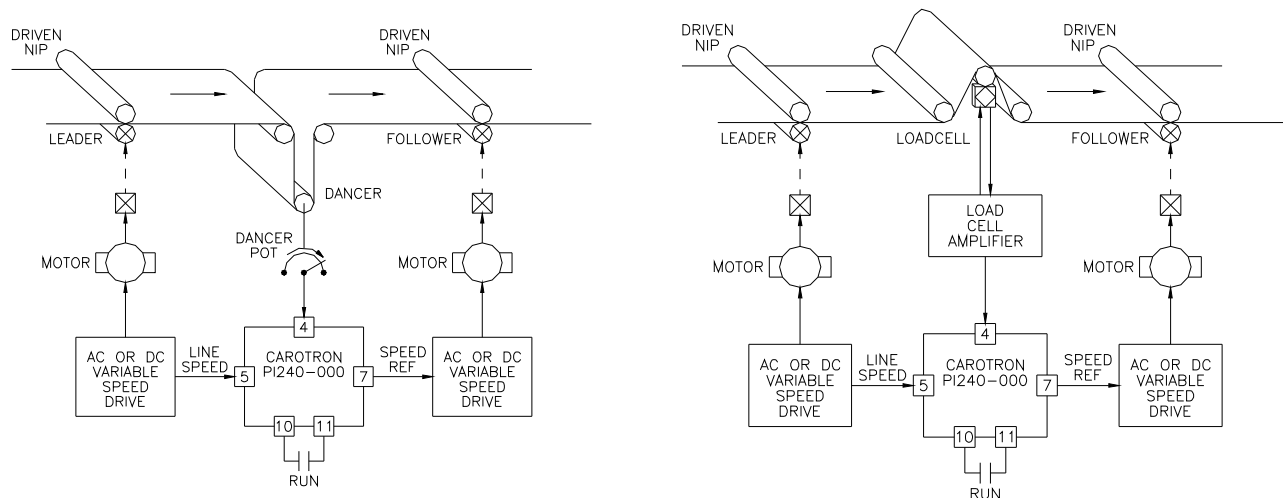 DRIVEN
NIP
DRIVEN
NIP
LEADER
FOLLOWER
DANCER
DANCER
POT
MOTOR
MOTOR
4
AC OR DC
VARIABLE
SPEED
DRIVE
LINE
SPEED
5
CAROTRON
PI240-000
7
SPEED
REF
AC OR DC
VARIABLE
SPEED
DRIVE
10
11
RUN
DRIVEN
NIP
DRIVEN
NIP
LEADER
LOADCELL
FOLLOWER
LOAD
CELL
AMPLIFIER
MOTOR
MOTOR
4
AC OR DC
VARIABLE
SPEED
DRIVE
LINE
SPEED
5
CAROTRON
PI240-000
7
SPEED
REF
AC OR DC
VARIABLE
SPEED
DRIVE
10
11
RUN